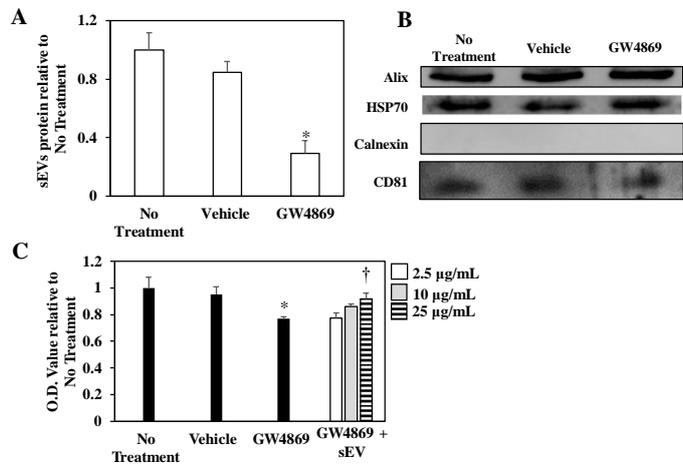 A
sEVs protein relative to
No Treatment
1.2
0.8
0.4
0
*
No
Treatment
Vehicle
GW4869
B
No
Treatment
Vehicle
GW4869
Alix
HSP70
Calnexin
CD81
C
O.D. Value relative to
No Treatment
1.2
1
0.8
0.6
0.4
0.2
0
*
†
No
Treatment
Vehicle
GW4869
GW4869 +
sEV
2.5 µg/mL
10 µg/mL
25 µg/mL